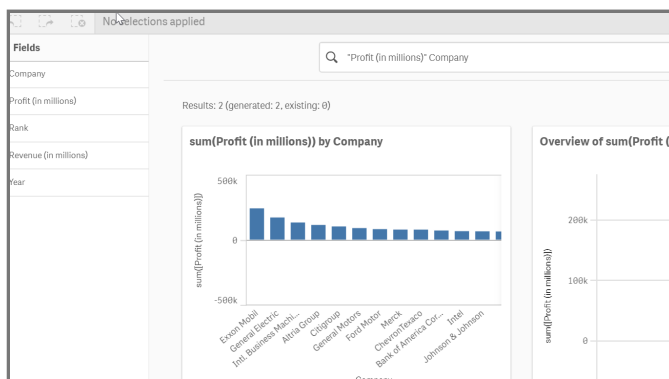 No selections applied
Fields
"Profit (in millions)" Company
Company
Profit (in millions)
Rank
Revenue (in millions)
Year
Results: 2 (generated: 2, existing: 0)
sum(Profit (in millions)) by Company
500k
0
-500k
sum([Profit (in millions)])
Exxon Mobil
General Electric
Intl. Business Machi...
Altria Group
Citigroup
General Motors
Ford Motor
Merck
ChevronTexaco
Bank of America Cor...
Intel
Johnson & Johnson
Company
Overview of sum(Profit (
200k
100k
0
sum([Profit (in millions)])